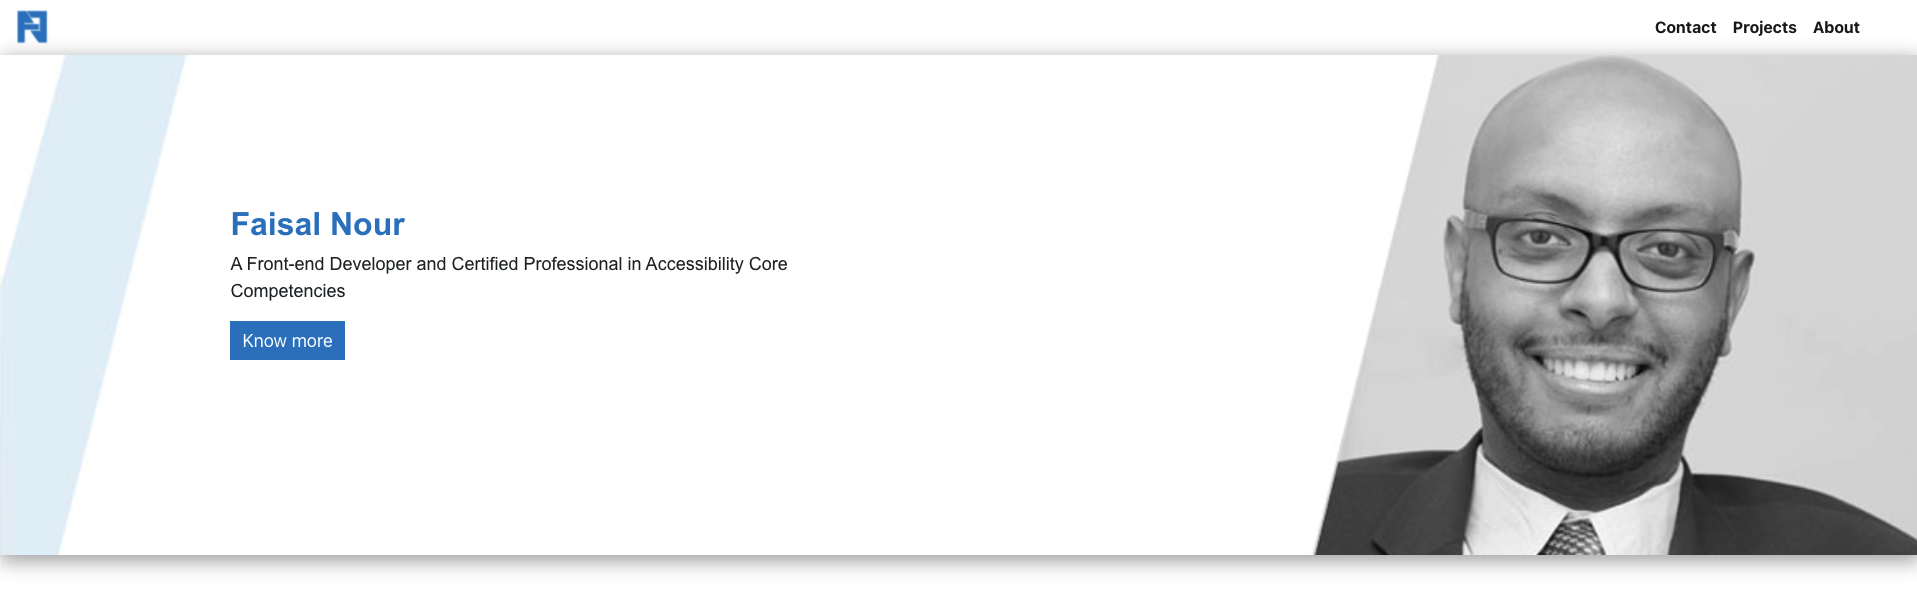 Contact Projects About
Faisal Nour
A Front-end Developer and Certified Professional in Accessibility Core
Competencies
Know more